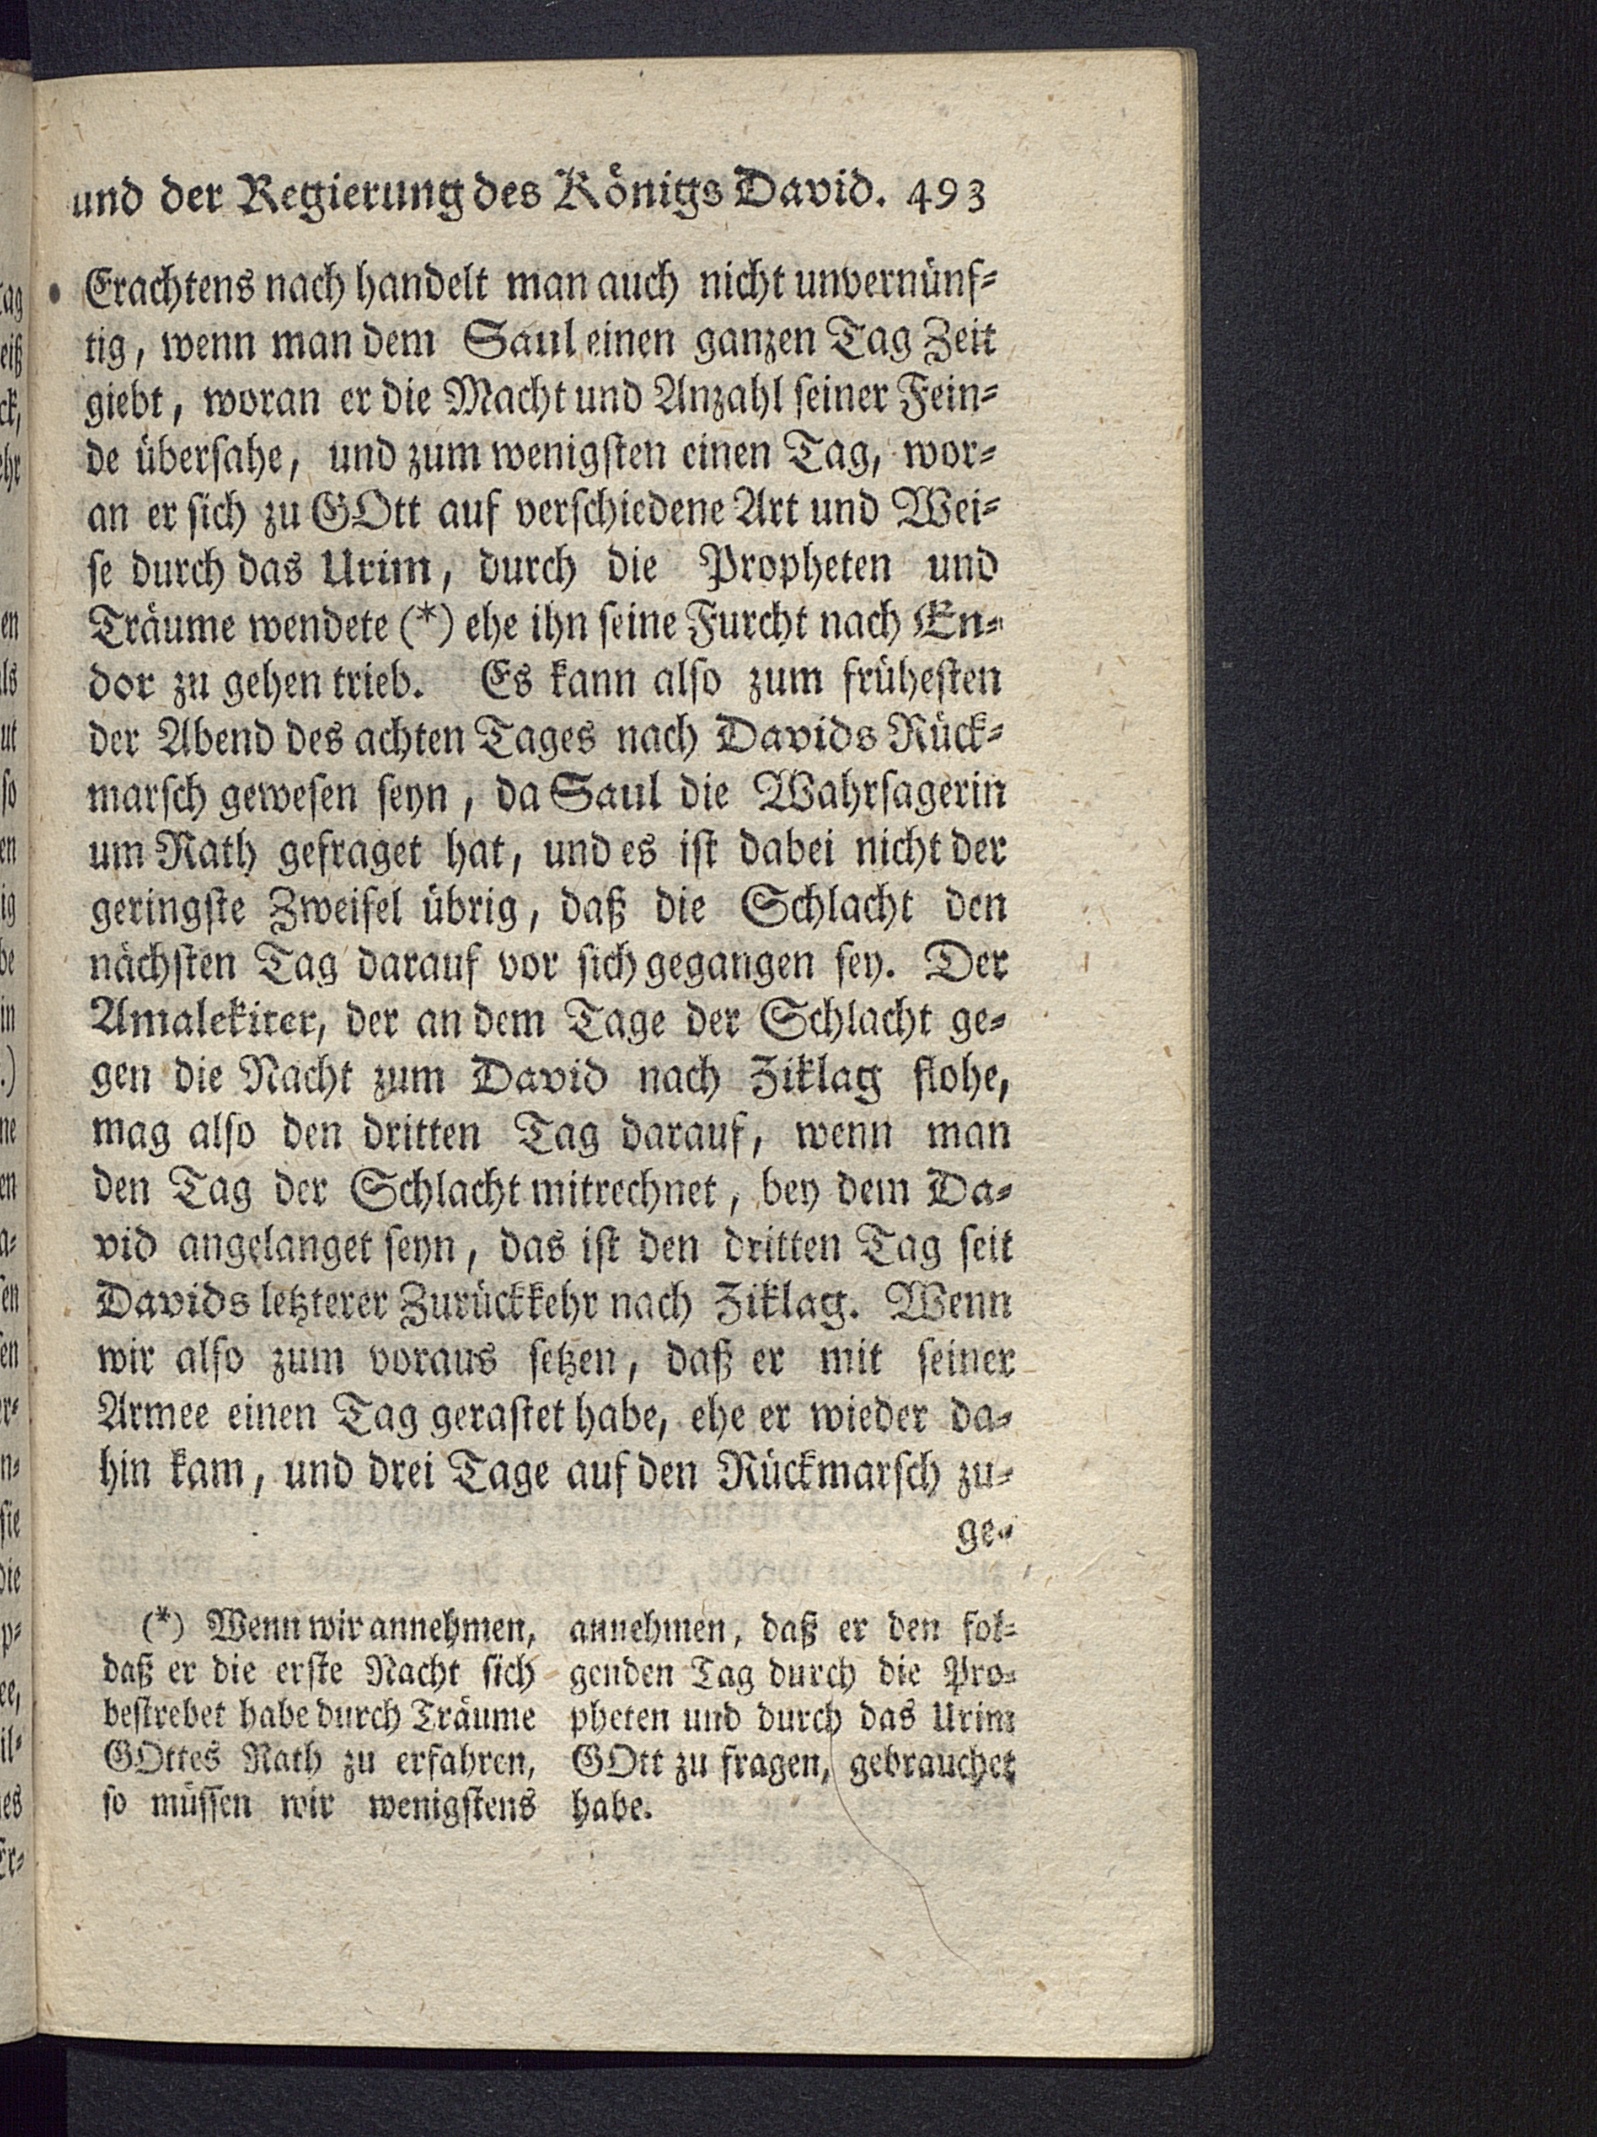 und der Regierung des Königs David. 493
Erachtens nach handelt man auch nicht unvernünf-
tig, wenn man dem Saul einen ganzen Tag Zeit
giebt, woran er die Macht und Anzahl seiner Fein-
de übersahe, und zum wenigsten einen Tag, wor-
an er sich zu GOtt auf verschiedene Art und Wei-
se durch das Urim, durch die Propheten und
Träume wendete (*) ehe ihn seine Furcht nach En-
dor zu gehen trieb. Es kann also zum frühesten
der Abend des achten Tages nach Davids Rück-
marsch gewesen seyn, da Saul die Wahrsagerin
um Rath gefraget hat, und es ist dabei nicht der
geringste Zweifel übrig, daß die Schlacht den
nächsten Tag darauf vor sich gegangen sey. Der
Amalekiter, der an dem Tage der Schlacht ge-
gen die Nacht zum David nach Ziklag flohe,
mag also den dritten Tag darauf, wenn man
den Tag der Schlacht mitrechnet, bey dem Da-
vid angelanget seyn, das ist den dritten Tag seit
Davids letzterer Zurückkehr nach Ziklag. Wenn
wir also zum voraus setzen, daß er mit seiner
Armee einen Tag gerastet habe, ehe er wieder da-
hin kam, und drei Tage auf den Rückmarsch zu-
ge-
(*) Wenn wir annehmen,
daß er die erste Nacht sich
bestrebet habe durch Träume
GOttes Rath zu erfahren,
so müssen wir wenigstens
annehmen, daß er den fol-
genden Tag durch die Pro-
pheten und durch das Urim
GOtt zu fragen, gebrauchet
habe.